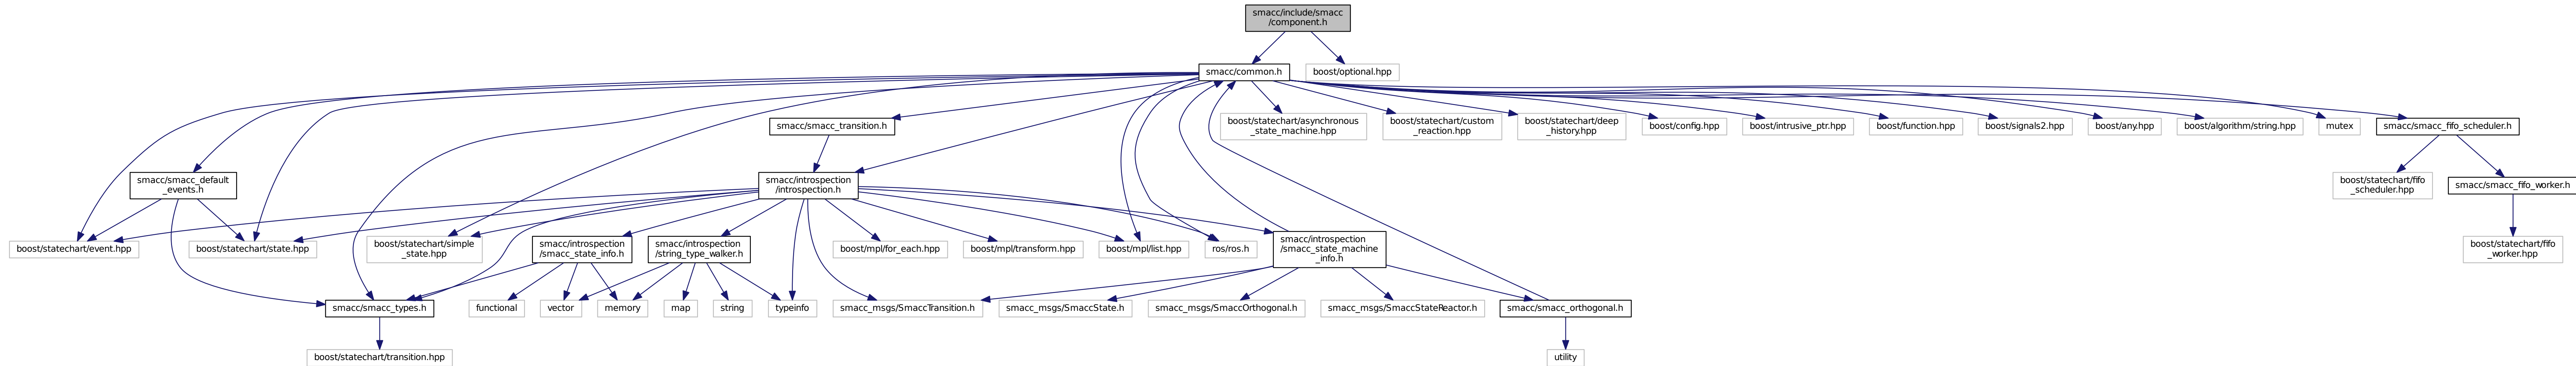 smacc/include/smacc
/component.h
smacc/common.h
boost/optional.hpp
smacc/smacc_transition.h
boost/statechart/asynchronous
_state_machine.hpp
boost/statechart/custom
_reaction.hpp
boost/statechart/deep
_history.hpp
boost/config.hpp
boost/intrusive_ptr.hpp
boost/function.hpp
boost/signals2.hpp
boost/any.hpp
boost/algorithm/string.hpp
mutex
smacc/smacc_fifo_scheduler.h
smacc/smacc_default
_events.h
smacc/introspection
/introspection.h
boost/statechart/fifo
_scheduler.hpp
smacc/smacc_fifo_worker.h
boost/statechart/event.hpp
boost/statechart/state.hpp
boost/statechart/simple
_state.hpp
smacc/introspection
/smacc_state_info.h
smacc/introspection
/string_type_walker.h
boost/mpl/for_each.hpp
boost/mpl/transform.hpp
boost/mpl/list.hpp
ros/ros.h
smacc/introspection
/smacc_state_machine
_info.h
boost/statechart/fifo
_worker.hpp
smacc/smacc_types.h
functional
vector
memory
map
string
typeinfo
smacc_msgs/SmaccTransition.h
smacc_msgs/SmaccState.h
smacc_msgs/SmaccOrthogonal.h
smacc_msgs/SmaccStateReactor.h
smacc/smacc_orthogonal.h
boost/statechart/transition.hpp
utility